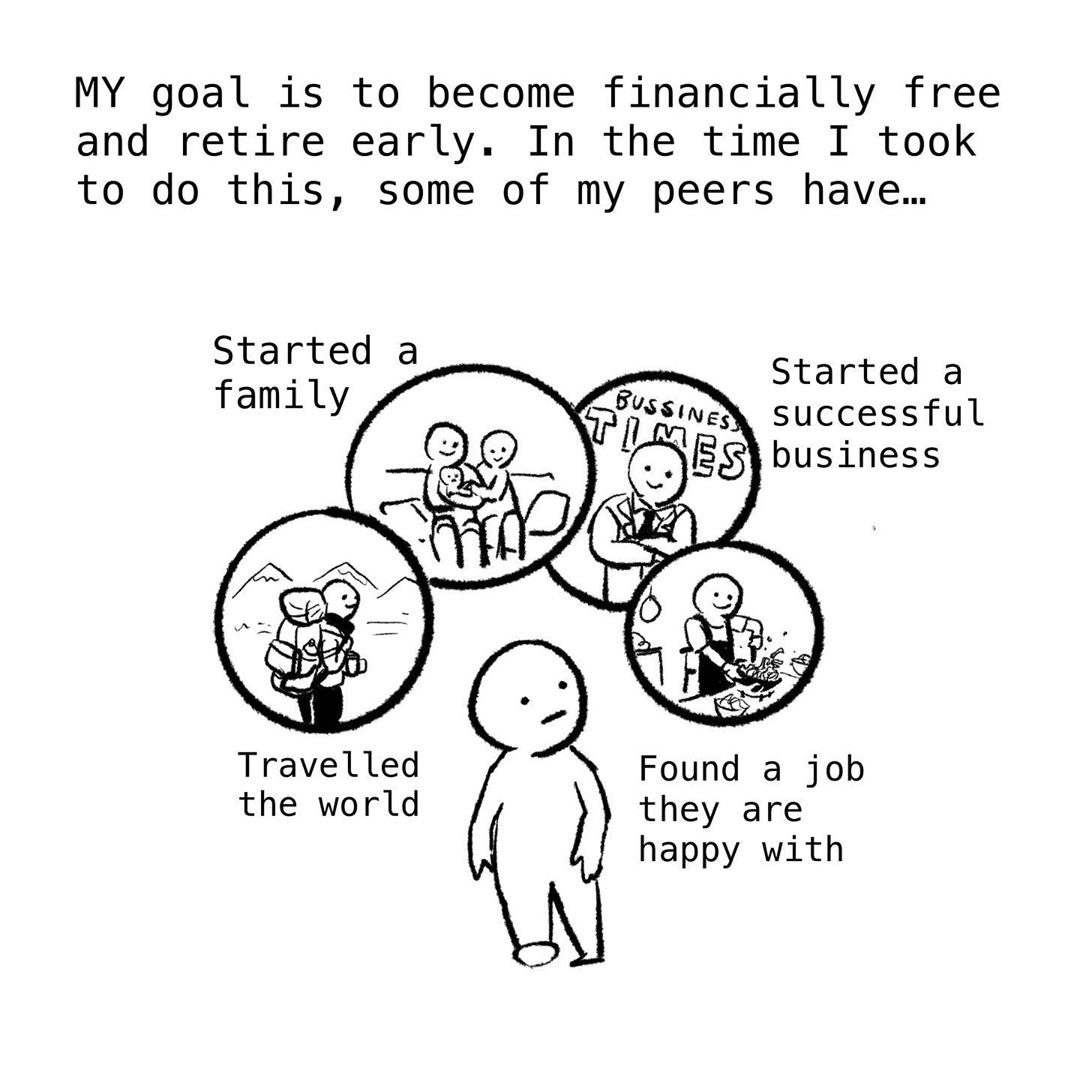 MY goal is to become financially free
and retire early. In the time I took
to do this, some of my peers have…
Started a
family
BUSSINES
TIMES
Started a
successful
business
Travelled
the world
Found a job
they are
happy with